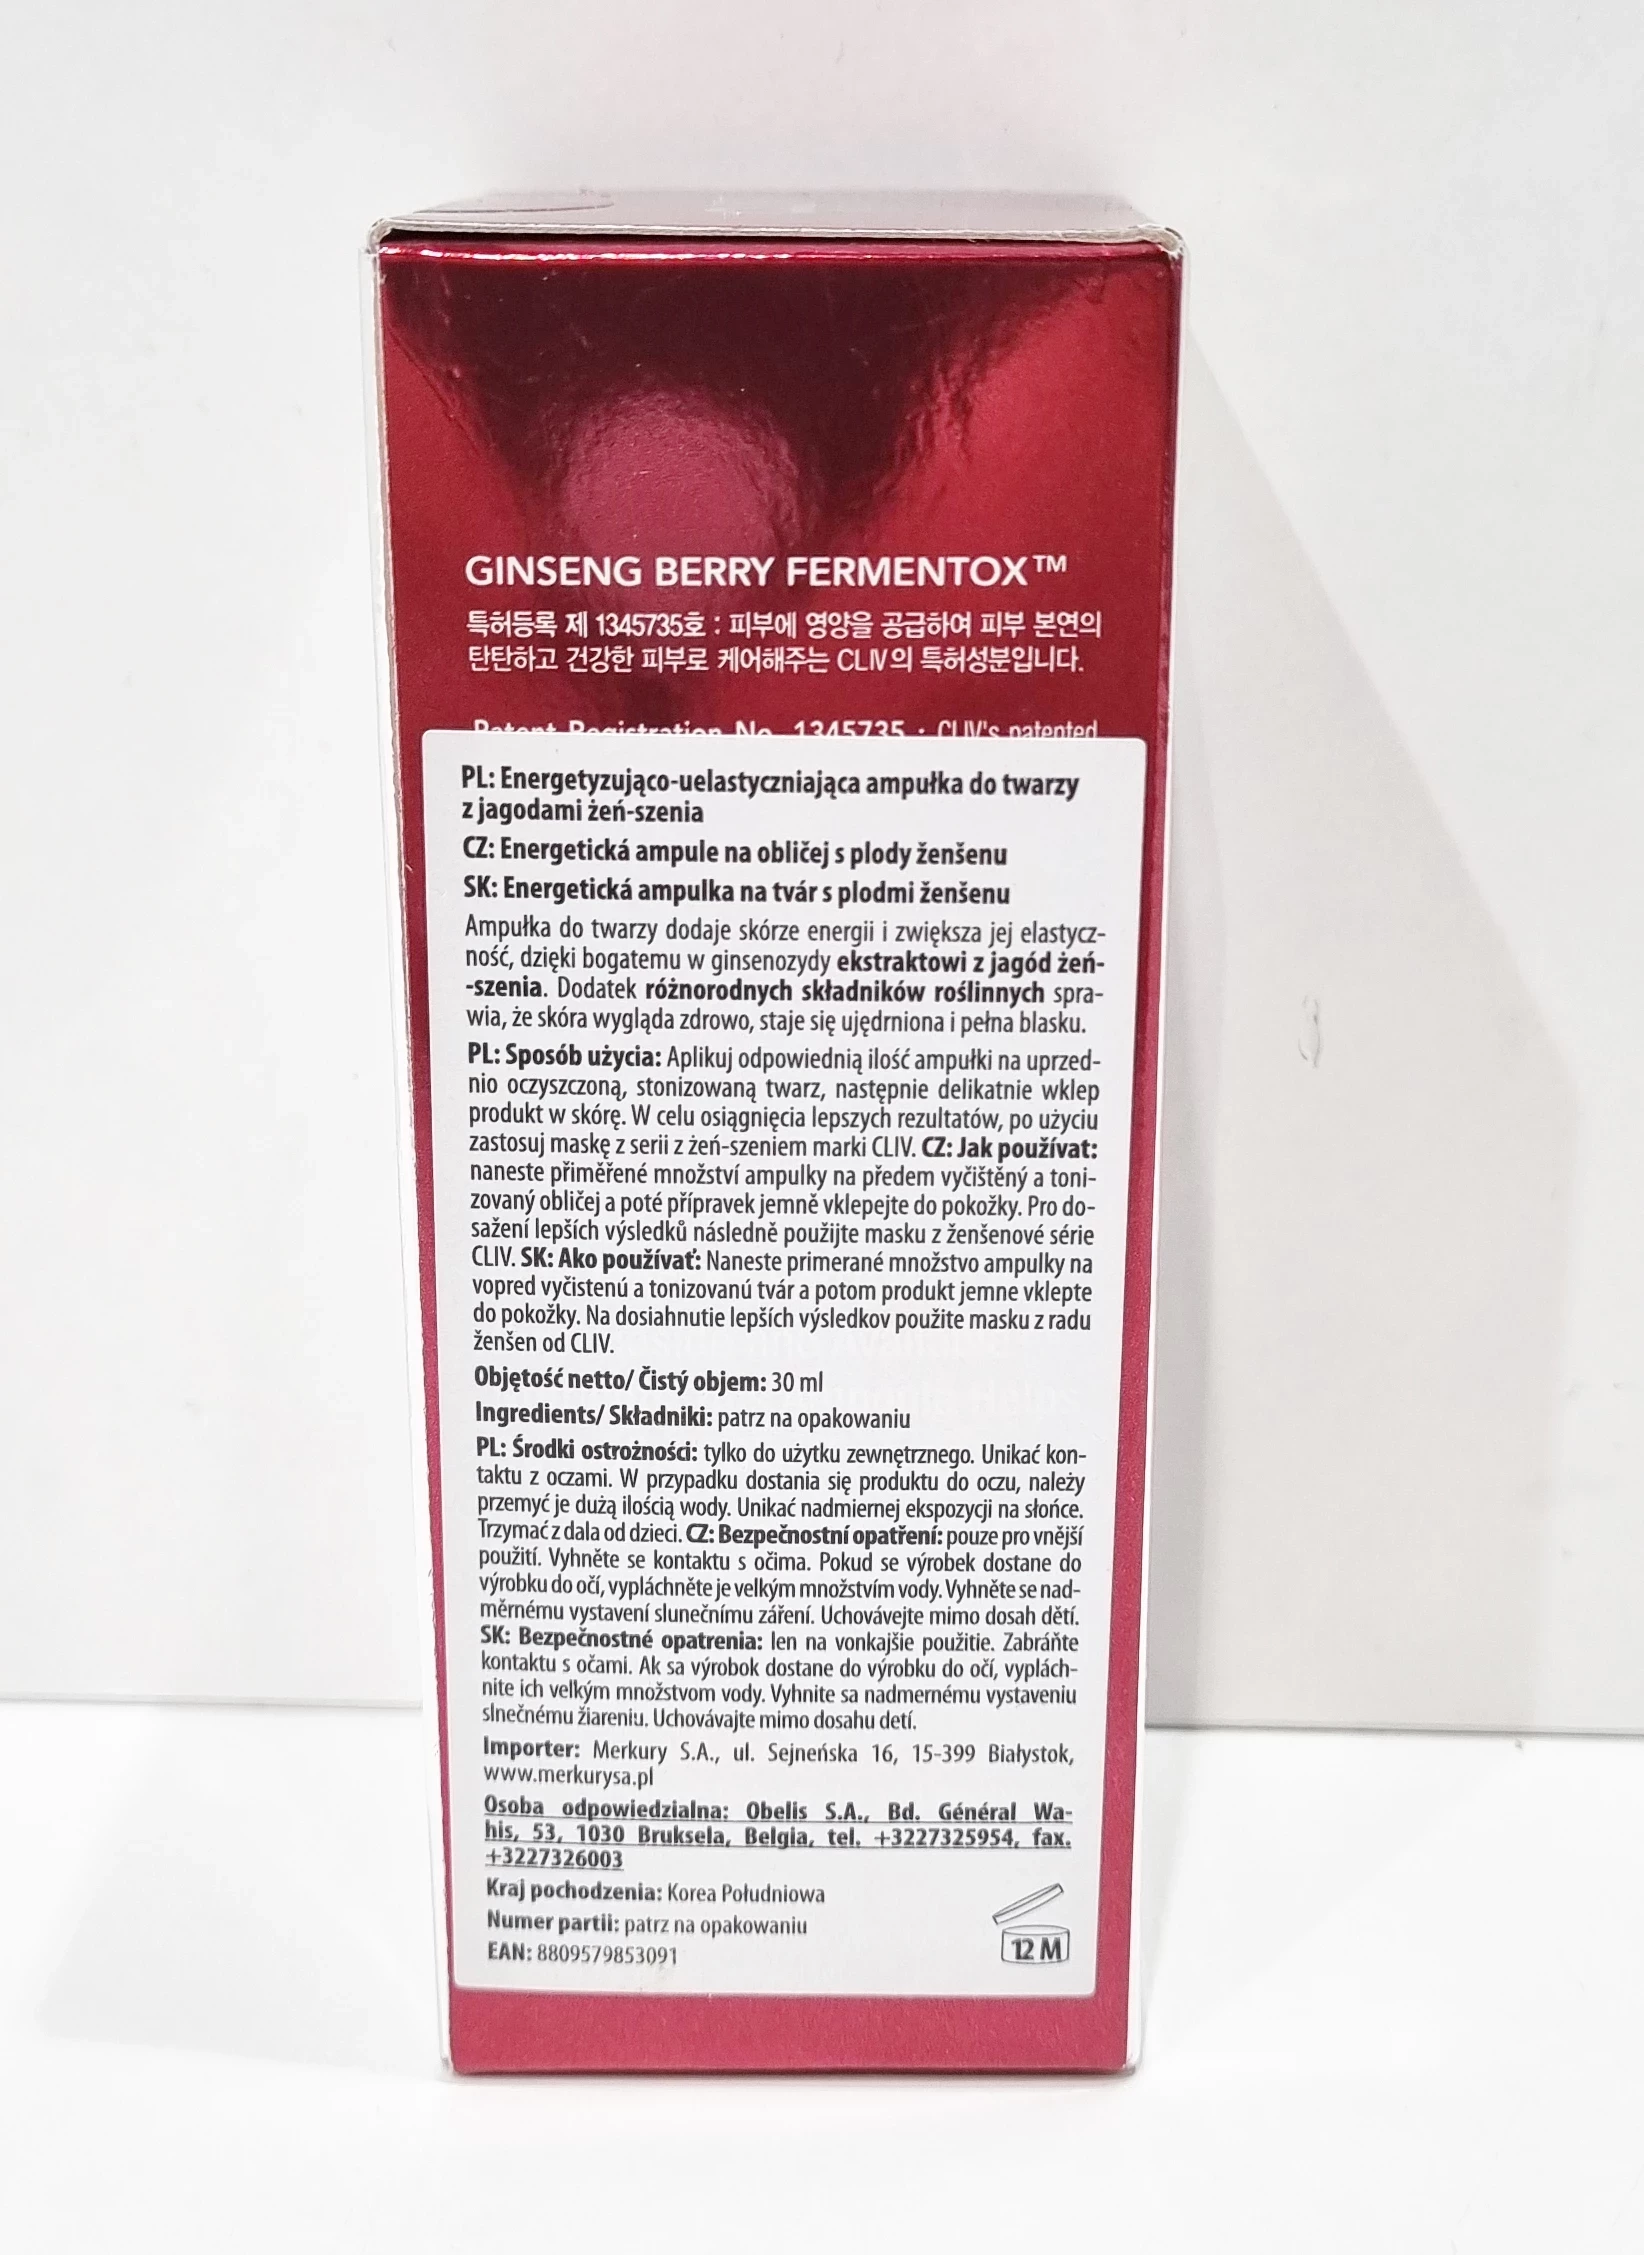 GINSENG BERRY FERMENTOX™
특허등록 제 1345735호 : 피부에 영양을 공급하여 피부 본연의
탄탄하고 건강한 피부로 케어해주는 CLIV의 특허성분입니다.
Patent Registration No. 1345735 : CLIV's patented
PL: Energetyzująco-uelastyczniająca ampułka do twarzy
z jagodami żeń-szenia
CZ: Energetická ampule na obličej s plody ženšenu
SK: Energetická ampulka na tvár s plodmi ženšenu
Ampułka do twarzy dodaje skórze energii i zwiększa jej elastycz-
ność, dzięki bogatemu w ginsenozydy ekstraktowi z jagód żeń-
-szenia. Dodatek różnorodnych składników roślinnych spra-
wia, że skóra wygląda zdrowo, staje się ujędrniona i pełna blasku.
PL: Sposób użycia: Aplikuj odpowiednią ilość ampułki na uprzed-
nio oczyszczoną, stonizowaną twarz, następnie delikatnie wklep
produkt w skórę. W celu osiągnięcia lepszych rezultatów, po użyciu
zastosuj maskę z serii z żeń-szeniem marki CLIV. CZ: Jak používat:
naneste přiměřené množství ampulky na předem vyčištěný a toni-
zovaný obličej a poté přípravek jemně vklepejte do pokožky. Pro do-
sažení lepších výsledků následně použijte masku z ženšenové série
CLIV. SK: Ako používať: Naneste primerané množstvo ampulky na
vopred vyčistenú a tonizovanú tvár a potom produkt jemne vklepte
do pokožky. Na dosiahnutie lepších výsledkov použite masku z radu
ženšen od CLIV.
Objętość netto/ Čistý objem: 30 ml
Ingredients/ Składniki: patrz na opakowaniu
PL: Środki ostrożności: tylko do użytku zewnętrznego. Unikać kon-
taktu z oczami. W przypadku dostania się produktu do oczu, należy
przemyć je dużą ilością wody. Unikać nadmiernej ekspozycji na słońce.
Trzymać z dala od dzieci. CZ: Bezpečnostní opatření: pouze pro vnější
použití. Vyhněte se kontaktu s očima. Pokud se výrobek dostane do
výrobku do očí, vypláchněte je velkým množstvím vody. Vyhněte se nad-
měrnému vystavení slunečnímu záření. Uchovávejte mimo dosah dětí.
SK: Bezpečnostné opatrenia: len na vonkajšie použitie. Zabráňte
kontaktu s očami. Ak sa výrobok dostane do výrobku do očí, vyplách-
nite ich velkým množstvom vody. Vyhnite sa nadmernému vystaveniu
slnečnému žiareniu. Uchovávajte mimo dosahu detí.
Importer: Merkury S.A., ul. Sejneńska 16, 15-399 Białystok,
www.merkurysa.pl
Osoba odpowiedzialna: Obelis S.A., Bd. Général Wa-
his, 53, 1030 Bruksela, Belgia, tel. +3227325954, fax.
+3227326003
Kraj pochodzenia: Korea Południowa
Numer partii: patrz na opakowaniu
EAN: 8809579853091
12 M